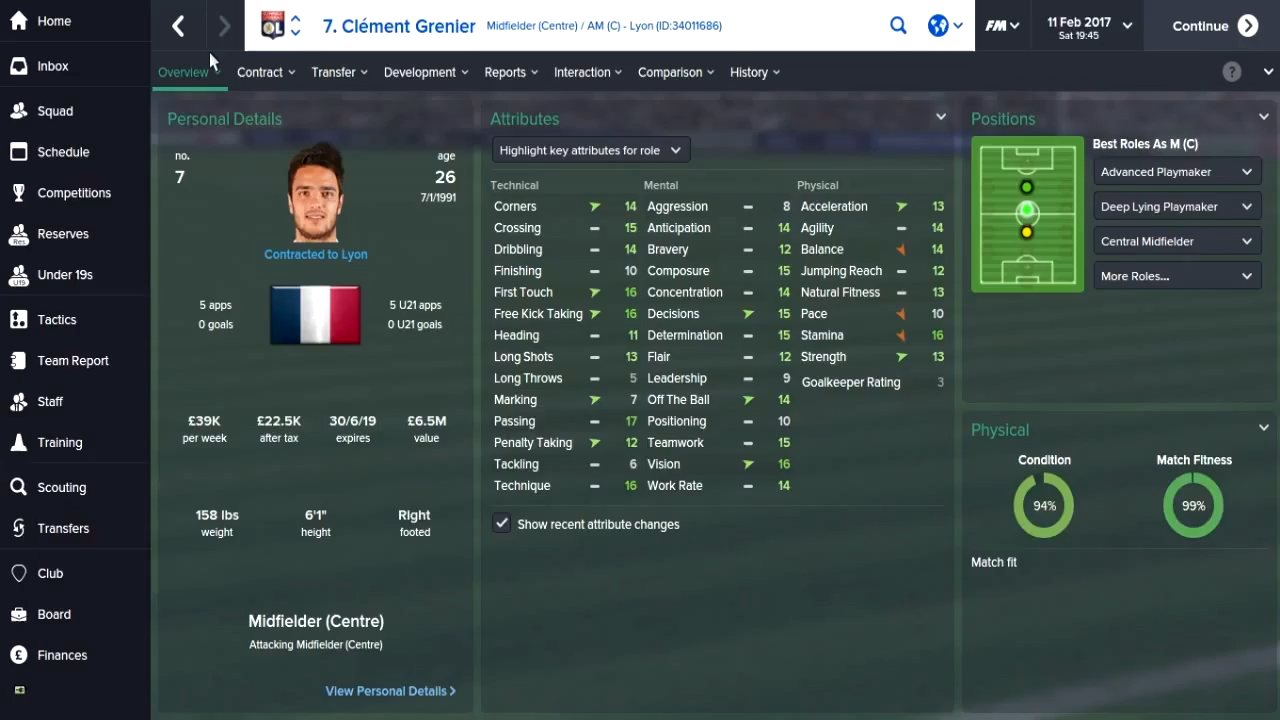 Home
Inbox
Squad
Schedule
Competitions
Res
Reserves
U19
Under 19s
Tactics
Team Report
Staff
Training
Scouting
Transfers
Club
Board
Finances
OL
7. Clément Grenier
Midfielder (Centre) / AM (C) - Lyon (ID:34011686)
FM
11 Feb 2017
Sat 19:45
Continue
Overview
Contract
Transfer
Development
Reports
Interaction
Comparison
History
?
Personal Details
no.
7
age
26
7/1/1991
Contracted to Lyon
5 apps
0 goals
5 U21 apps
0 U21 goals
£39K
per week
£22.5K
after tax
30/6/19
expires
£6.5M
value
158 lbs
weight
6'1"
height
Right
footed
Midfielder (Centre)
Attacking Midfielder (Centre)
View Personal Details >
Attributes
Highlight key attributes for role
Technical
Corners 14
Crossing 15
Dribbling 14
Finishing 10
First Touch 16
Free Kick Taking 16
Heading 11
Long Shots 13
Long Throws 5
Marking 7
Passing 17
Penalty Taking 12
Tackling 6
Technique 16
Mental
Aggression 8
Anticipation 14
Bravery 12
Composure 15
Concentration 14
Decisions 15
Determination 15
Flair 12
Leadership 9
Off The Ball 14
Positioning 10
Teamwork 15
Vision 16
Work Rate 14
Physical
Acceleration 13
Agility 14
Balance 14
Jumping Reach 12
Natural Fitness 13
Pace 10
Stamina 16
Strength 13
Goalkeeper Rating 3
Show recent attribute changes
Positions
Best Roles As M (C)
Advanced Playmaker
Deep Lying Playmaker
Central Midfielder
More Roles...
Physical
Condition
94%
Match Fitness
99%
Match fit